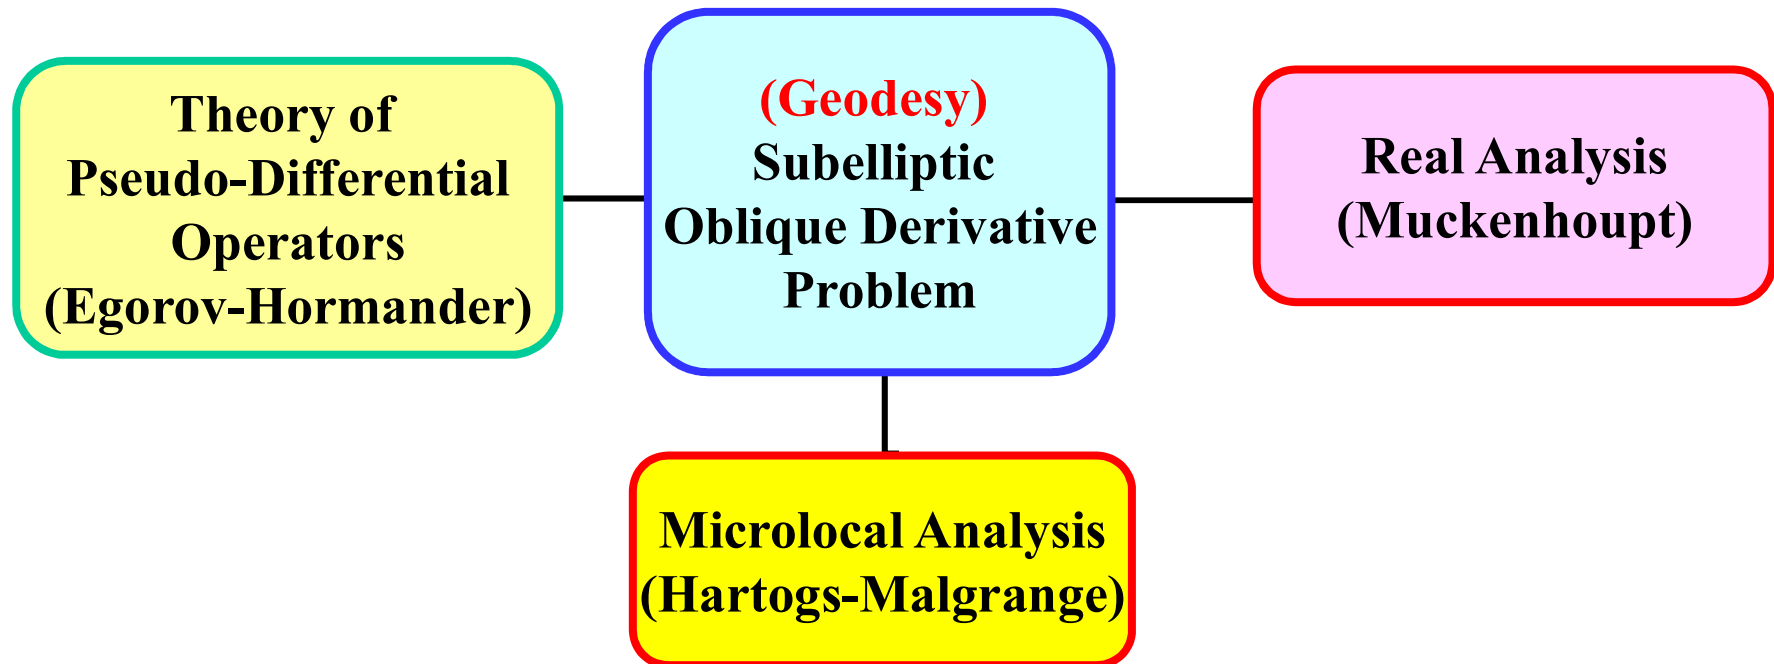 Theory of
Pseudo-Differential
Operators
(Egorov-Hormander)
(Geodesy)
Subelliptic
Oblique Derivative
Problem
Real Analysis
(Muckenhoupt)
Microlocal Analysis
(Hartogs-Malgrange)